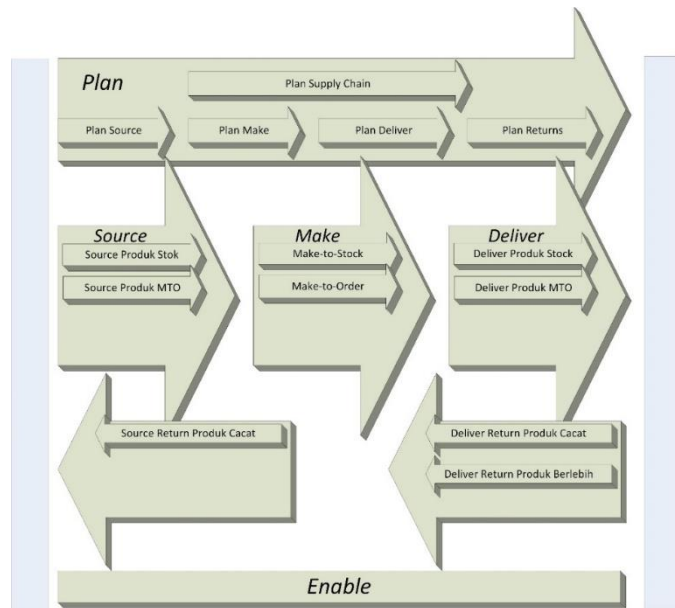 Plan
Plan Supply Chain
Plan Source
Plan Make
Plan Deliver
Plan Returns
Source
Source Produk Stok
Source Produk MTO
Make
Make-to-Stock
Make-to-Order
Deliver
Deliver Produk Stock
Deliver Produk MTO
Source Return Produk Cacat
Deliver Return Produk Cacat
Deliver Return Produk Berlebih
Enable